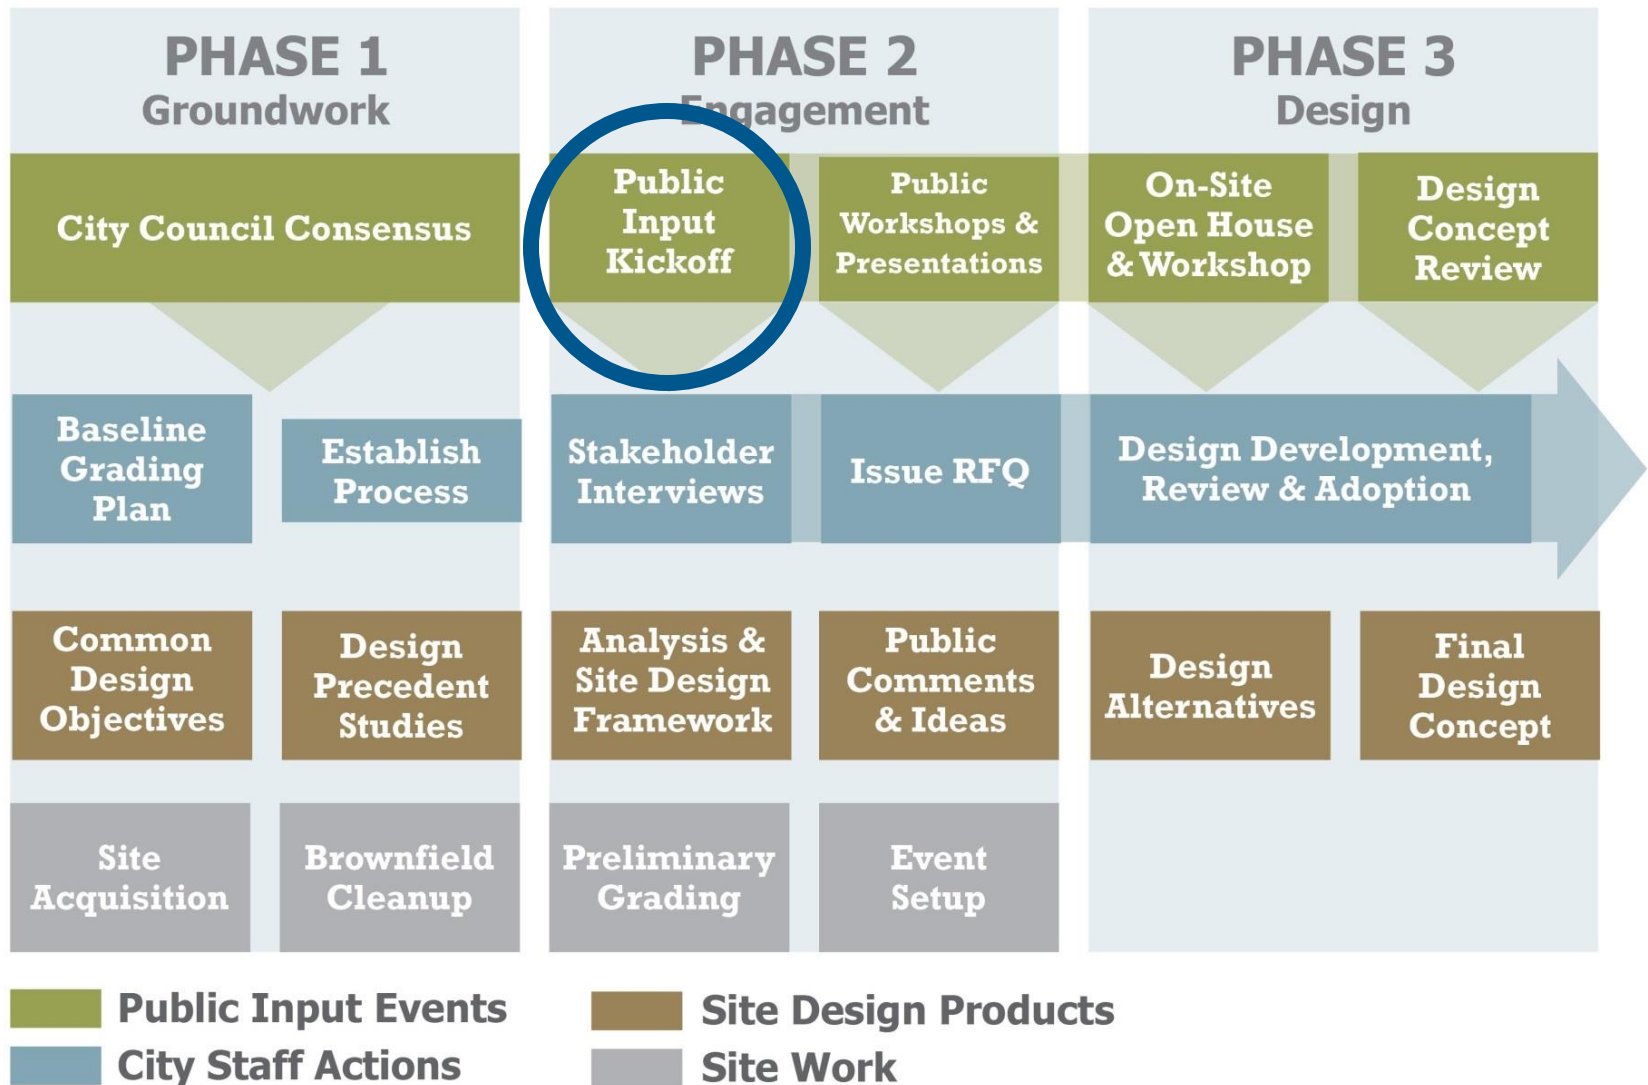 PHASE 1
Groundwork
PHASE 2
Engagement
PHASE 3
Design
City Council Consensus
Public
Input
Kickoff
Public
Workshops &
Presentations
On-Site
Open House
& Workshop
Design
Concept
Review
Baseline
Grading
Plan
Establish
Process
Stakeholder
Interviews
Issue RFQ
Design Development,
Review & Adoption
Common
Design
Objectives
Design
Precedent
Studies
Analysis &
Site Design
Framework
Public
Comments
& Ideas
Design
Alternatives
Final
Design
Concept
Site
Acquisition
Brownfield
Cleanup
Preliminary
Grading
Event
Setup
Public Input Events
Site Design Products
City Staff Actions
Site Work